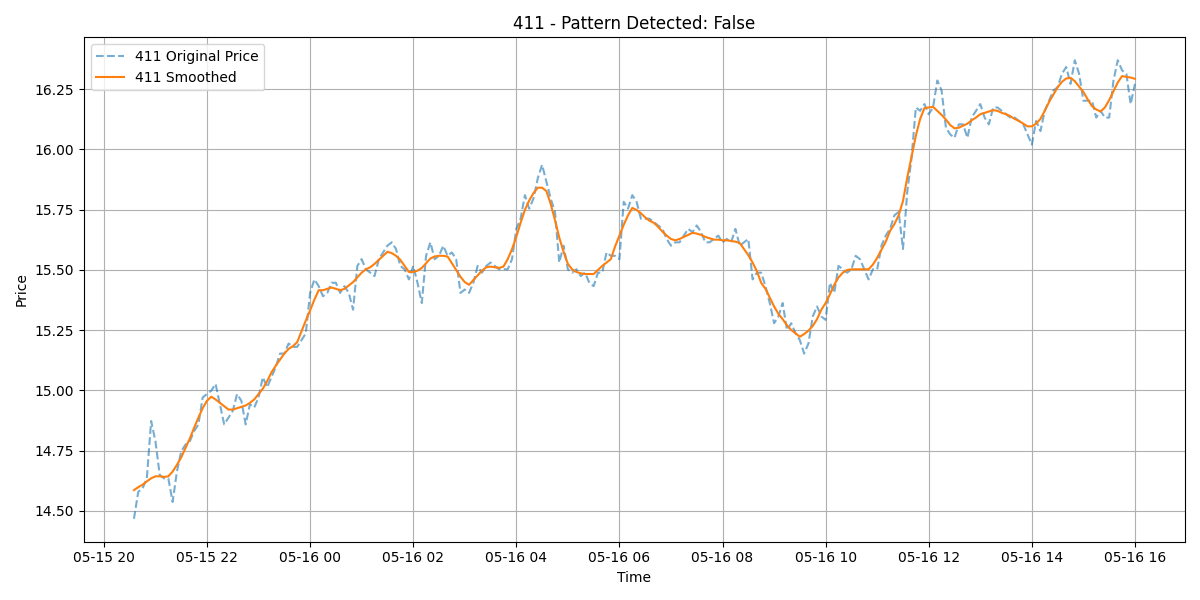 411 - Pattern Detected: False
411 Original Price
411 Smoothed
Price
16.25
16.00
15.75
15.50
15.25
15.00
14.75
14.50
05-15 20 05-15 22 05-16 00 05-16 02 05-16 04 05-16 06 05-16 08 05-16 10 05-16 12 05-16 14 05-16 16
Time